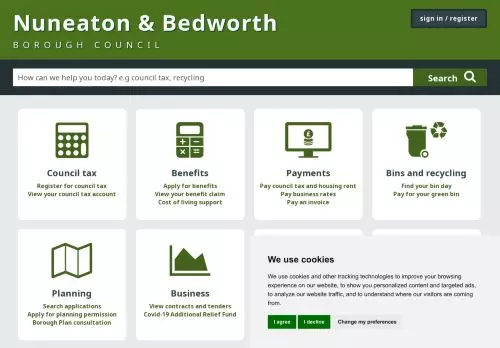 Nuneaton & Bedworth
BOROUGH COUNCIL
sign in / register
How can we help you today? e.g council tax, recycling
Search
Council tax
Register for council tax
View your council tax account
Benefits
Apply for benefits
View your benefit claim
Cost of living support
Payments
Pay council tax and housing rent
Pay business rates
Pay an invoice
Bins and recycling
Find your bin day
Pay for your green bin
Planning
Search applications
Apply for planning permission
Borough Plan consultation
Business
View contracts and tenders
Covid-19 Additional Relief Fund
We use cookies
We use cookies and other tracking technologies to improve your browsing
experience on our website, to show you personalized content and targeted ads,
to analyze our website traffic, and to understand where our visitors are coming
from.
I agree
I decline
Change my preferences